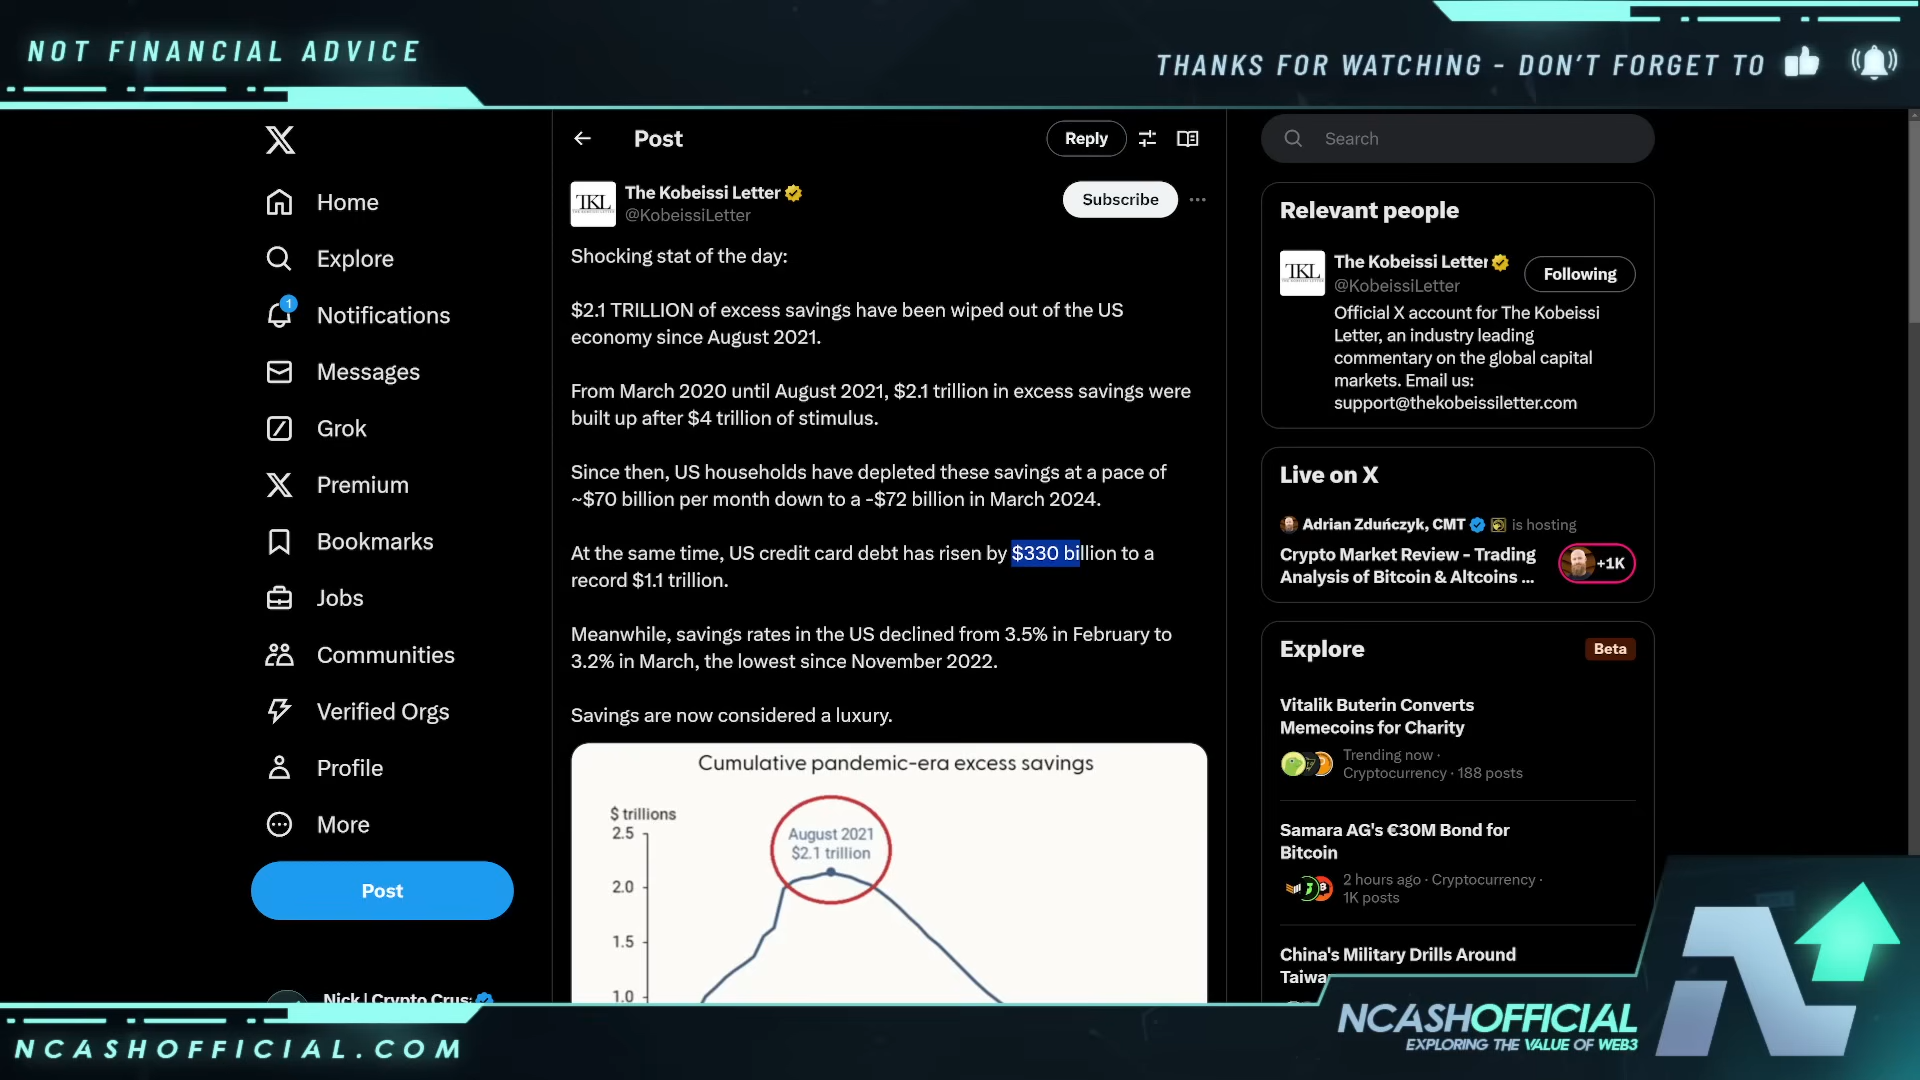 NOT FINANCIAL ADVICE
THANKS FOR WATCHING - DON'T FORGET TO
Home
Explore
1
Notifications
Messages
Grok
Premium
Bookmarks
Jobs
Communities
Verified Orgs
Profile
More
Post
Nick | Crypto Crus
Post
Reply
TKL
The Kobeissi Letter
@KobeissiLetter
Subscribe
Shocking stat of the day:
$2.1 TRILLION of excess savings have been wiped out of the US
economy since August 2021.
From March 2020 until August 2021, $2.1 trillion in excess savings were
built up after $4 trillion of stimulus.
Since then, US households have depleted these savings at a pace of
~$70 billion per month down to a -$72 billion in March 2024.
At the same time, US credit card debt has risen by $330 billion to a
record $1.1 trillion.
Meanwhile, savings rates in the US declined from 3.5% in February to
3.2% in March, the lowest since November 2022.
Savings are now considered a luxury.
Cumulative pandemic-era excess savings
$ trillions
2.5
August 2021
$2.1 trillion
2.0
1.5
1.0
Search
Relevant people
TKL
The Kobeissi Letter
@KobeissiLetter
Following
Official X account for The Kobeissi
Letter, an industry leading
commentary on the global capital
markets. Email us:
support@thekobeissiletter.com
Live on X
Adrian Zduńczyk, CMT is hosting
Crypto Market Review - Trading
Analysis of Bitcoin & Altcoins ...
+1K
Explore
Beta
Vitalik Buterin Converts
Memecoins for Charity
Trending now ·
Cryptocurrency · 188 posts
Samara AG's €30M Bond for
Bitcoin
2 hours ago · Cryptocurrency ·
1K posts
China's Military Drills Around
Taiwa
NCASHOFFICIAL.COM
NCASHOFFICIAL
EXPLORING THE VALUE OF WEB3